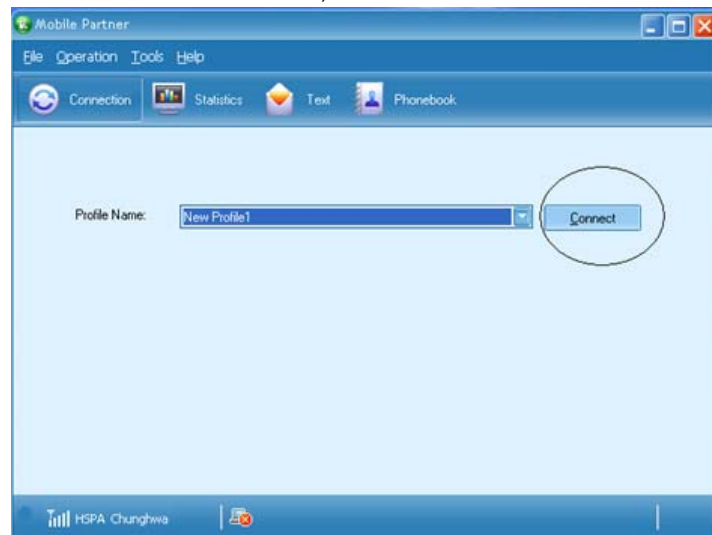 Mobile Partner
File Operation Tools Help
Connection Statistics Text Phonebook
Profile Name: New Profile1 Connect
HSPA Chunghwa